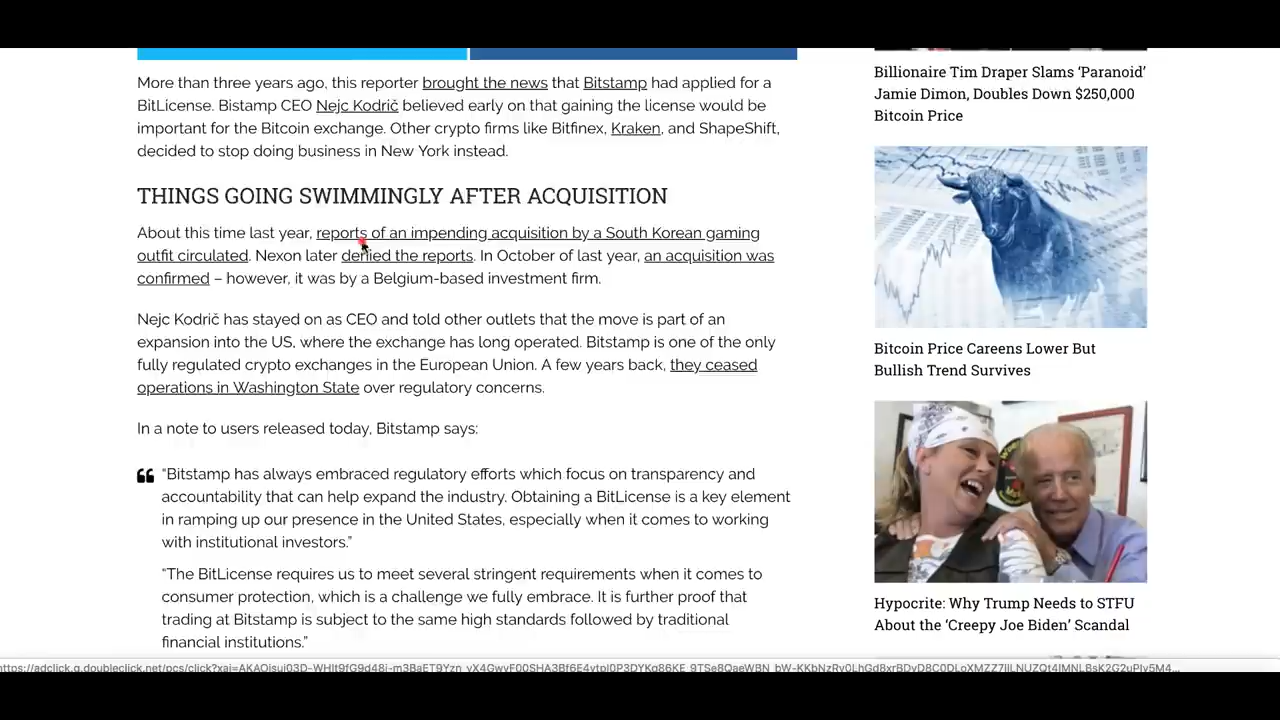 More than three years ago, this reporter brought the news that Bitstamp had applied for a
BitLicense. Bistamp CEO Nejc Kodrič believed early on that gaining the license would be
important for the Bitcoin exchange. Other crypto firms like Bitfinex, Kraken, and ShapeShift,
decided to stop doing business in New York instead.
THINGS GOING SWIMMINGLY AFTER ACQUISITION
About this time last year, reports of an impending acquisition by a South Korean gaming
outfit circulated. Nexon later denied the reports. In October of last year, an acquisition was
confirmed – however, it was by a Belgium-based investment firm.
Nejc Kodrič has stayed on as CEO and told other outlets that the move is part of an
expansion into the US, where the exchange has long operated. Bitstamp is one of the only
fully regulated crypto exchanges in the European Union. A few years back, they ceased
operations in Washington State over regulatory concerns.
In a note to users released today, Bitstamp says:
“Bitstamp has always embraced regulatory efforts which focus on transparency and
accountability that can help expand the industry. Obtaining a BitLicense is a key element
in ramping up our presence in the United States, especially when it comes to working
with institutional investors.”
“The BitLicense requires us to meet several stringent requirements when it comes to
consumer protection, which is a challenge we fully embrace. It is further proof that
trading at Bitstamp is subject to the same high standards followed by traditional
financial institutions.”
Billionaire Tim Draper Slams ‘Paranoid’
Jamie Dimon, Doubles Down $250,000
Bitcoin Price
Bitcoin Price Careens Lower But
Bullish Trend Survives
Hypocrite: Why Trump Needs to STFU
About the ‘Creepy Joe Biden’ Scandal